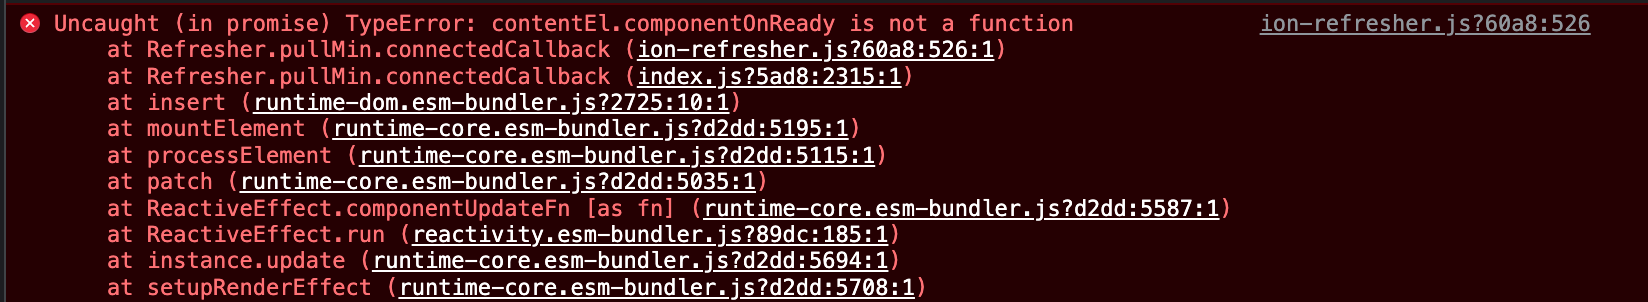 Uncaught (in promise) TypeError: contentEl.componentOnReady is not a function ion-refresher.js?60a8:526
at Refresher.pullMin.connectedCallback (ion-refresher.js?60a8:526:1)
at Refresher.pullMin.connectedCallback (index.js?5ad8:2315:1)
at insert (runtime-dom.esm-bundler.js?2725:10:1)
at mountElement (runtime-core.esm-bundler.js?d2dd:5195:1)
at processElement (runtime-core.esm-bundler.js?d2dd:5115:1)
at patch (runtime-core.esm-bundler.js?d2dd:5035:1)
at ReactiveEffect.componentUpdateFn [as fn] (runtime-core.esm-bundler.js?d2dd:5587:1)
at ReactiveEffect.run (reactivity.esm-bundler.js?89dc:185:1)
at instance.update (runtime-core.esm-bundler.js?d2dd:5694:1)
at setupRenderEffect (runtime-core.esm-bundler.js?d2dd:5708:1)